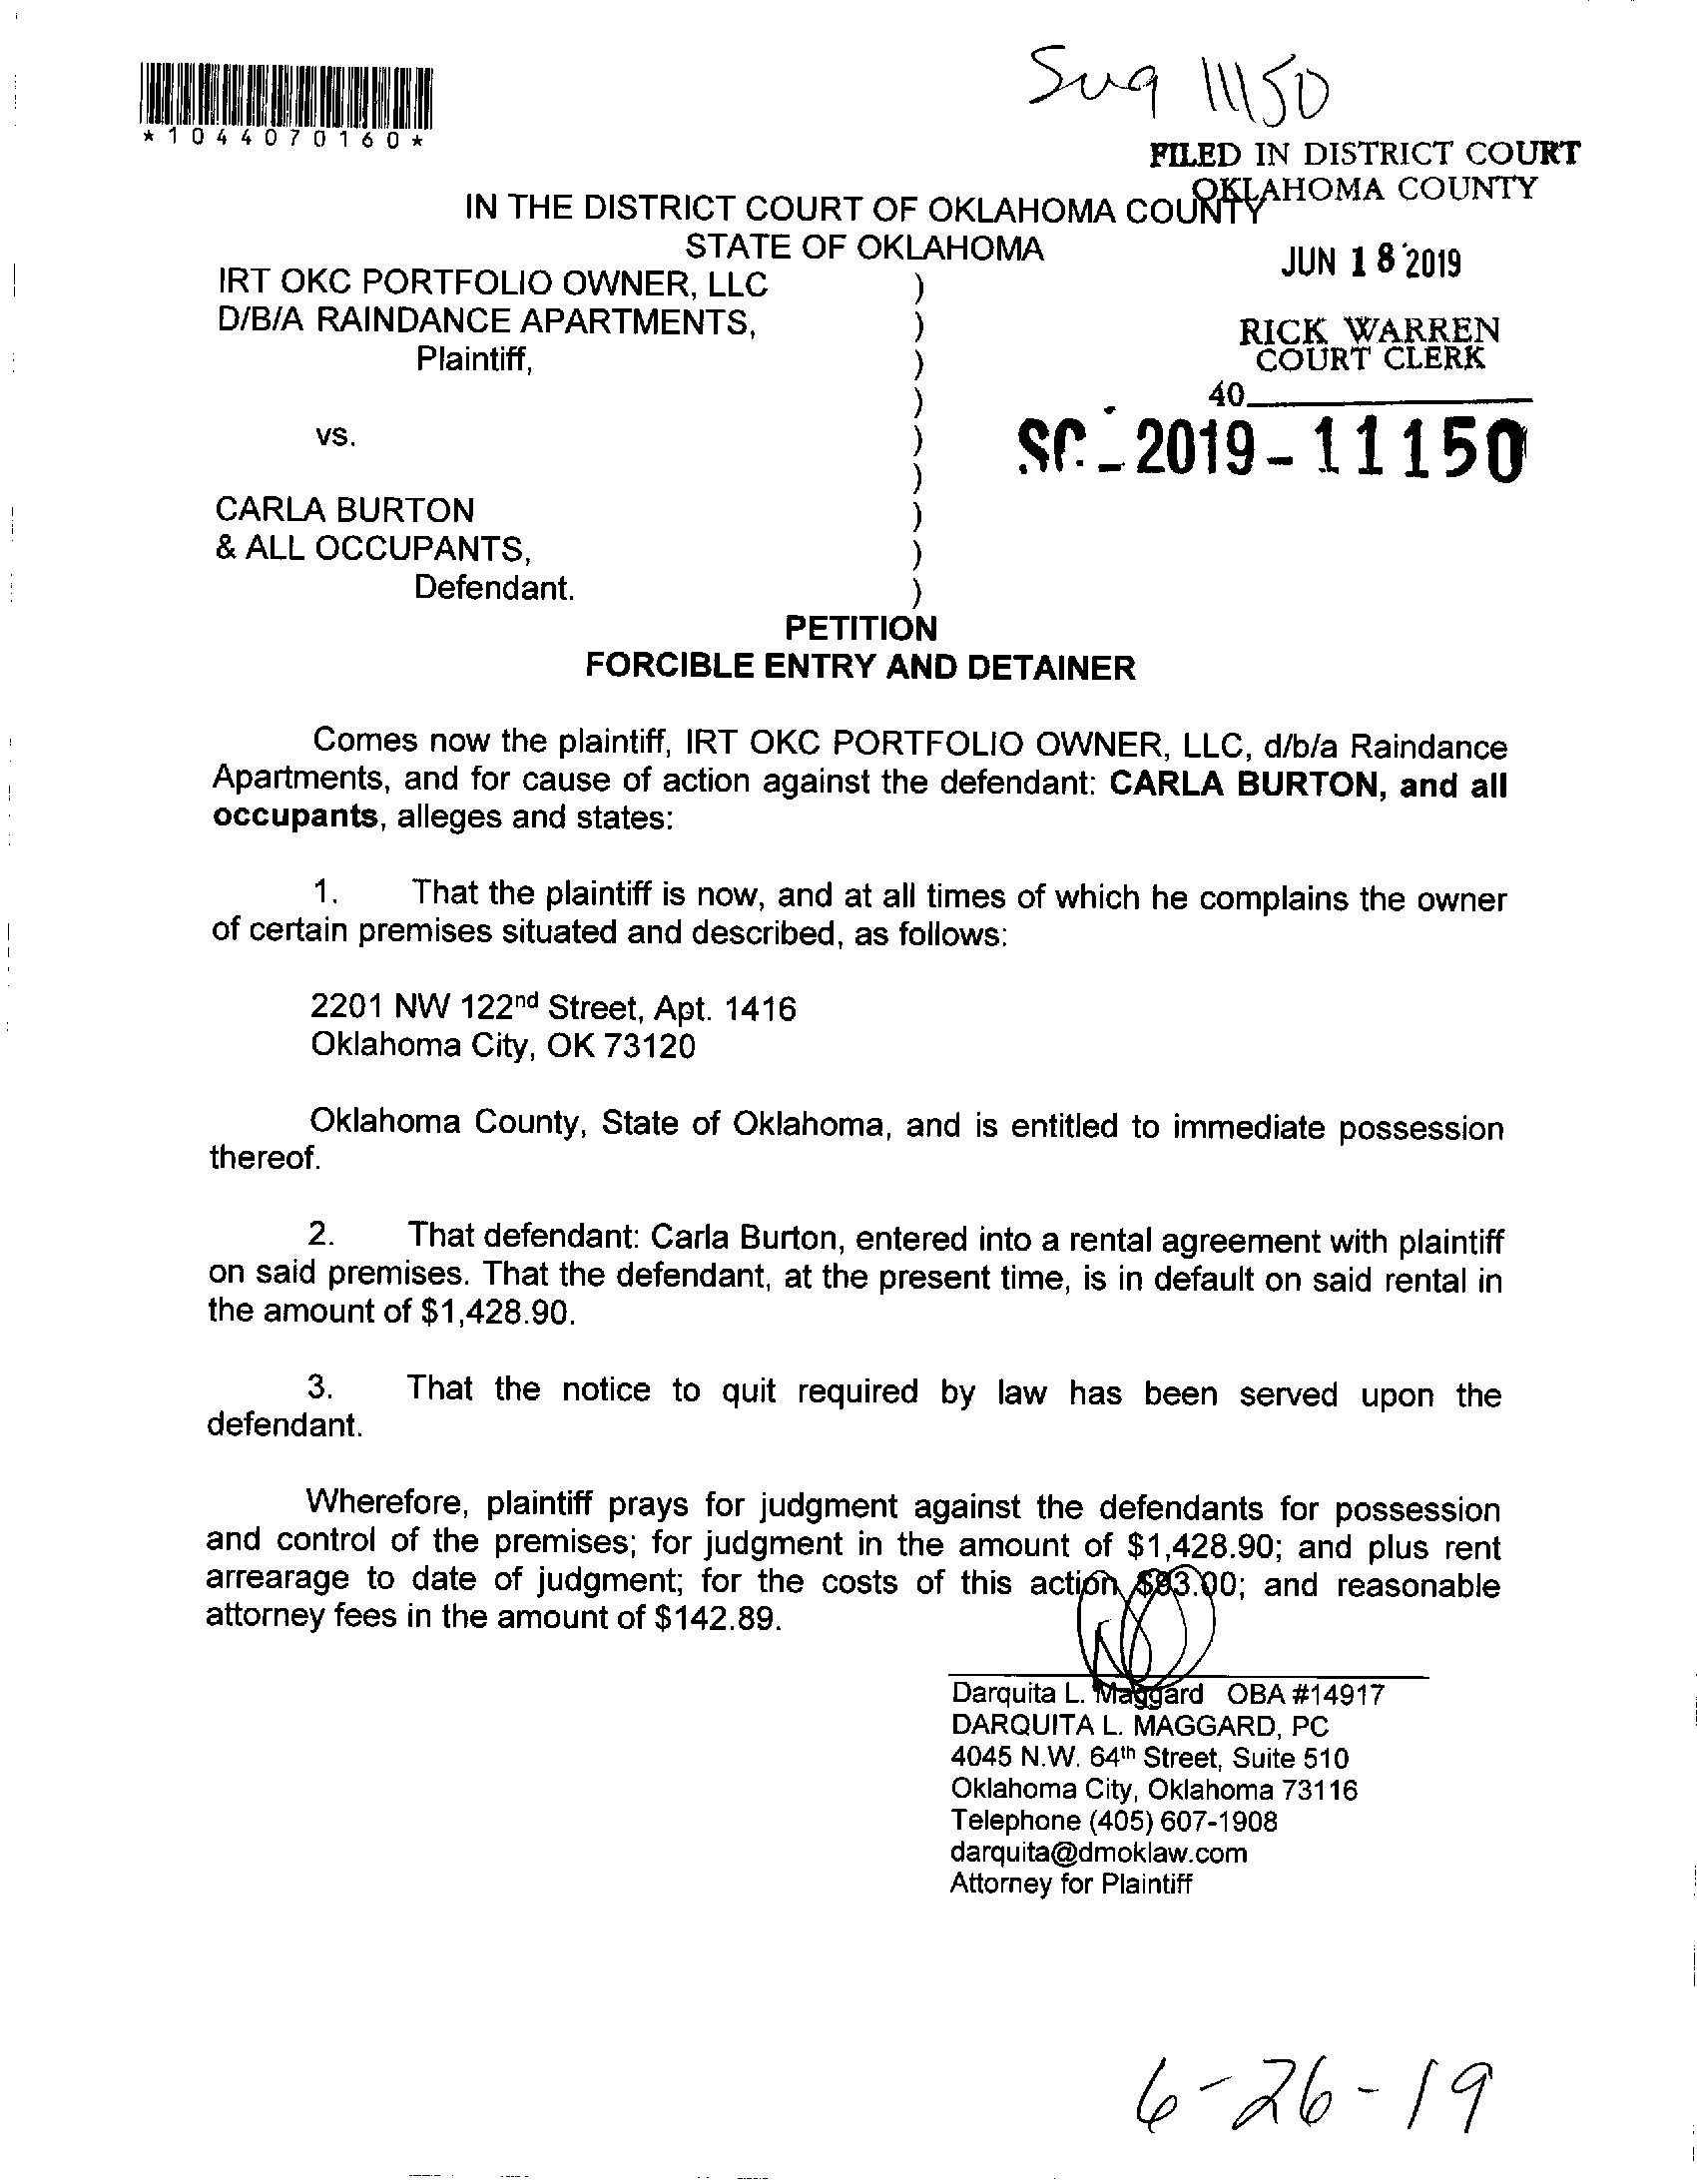 Sug 11150
*1044070160*
FILED IN DISTRICT COURT
OKLAHOMA COUNTY
IN THE DISTRICT COURT OF OKLAHOMA COUNTY
STATE OF OKLAHOMA
JUN 18 2019
IRT OKC PORTFOLIO OWNER, LLC )
D/B/A RAINDANCE APARTMENTS, )
RICK WARREN
Plaintiff, )
COURT CLERK
)
40
vs. )
SC-2019-11150
)
CARLA BURTON )
& ALL OCCUPANTS, )
Defendant. )
PETITION
FORCIBLE ENTRY AND DETAINER
Comes now the plaintiff, IRT OKC PORTFOLIO OWNER, LLC, d/b/a Raindance
Apartments, and for cause of action against the defendant: CARLA BURTON, and all
occupants, alleges and states:
1. That the plaintiff is now, and at all times of which he complains the owner
of certain premises situated and described, as follows:
2201 NW 122nd Street, Apt. 1416
Oklahoma City, OK 73120
Oklahoma County, State of Oklahoma, and is entitled to immediate possession
thereof.
2. That defendant: Carla Burton, entered into a rental agreement with plaintiff
on said premises. That the defendant, at the present time, is in default on said rental in
the amount of $1,428.90.
3. That the notice to quit required by law has been served upon the
defendant.
Wherefore, plaintiff prays for judgment against the defendants for possession
and control of the premises; for judgment in the amount of $1,428.90; and plus rent
arrearage to date of judgment; for the costs of this action and reasonable
attorney fees in the amount of $142.89.
Darquita L. Maggard OBA #14917
DARQUITA L. MAGGARD, PC
4045 N.W. 64th Street, Suite 510
Oklahoma City, Oklahoma 73116
Telephone (405) 607-1908
darquita@dmoklaw.com
Attorney for Plaintiff
6-26-19